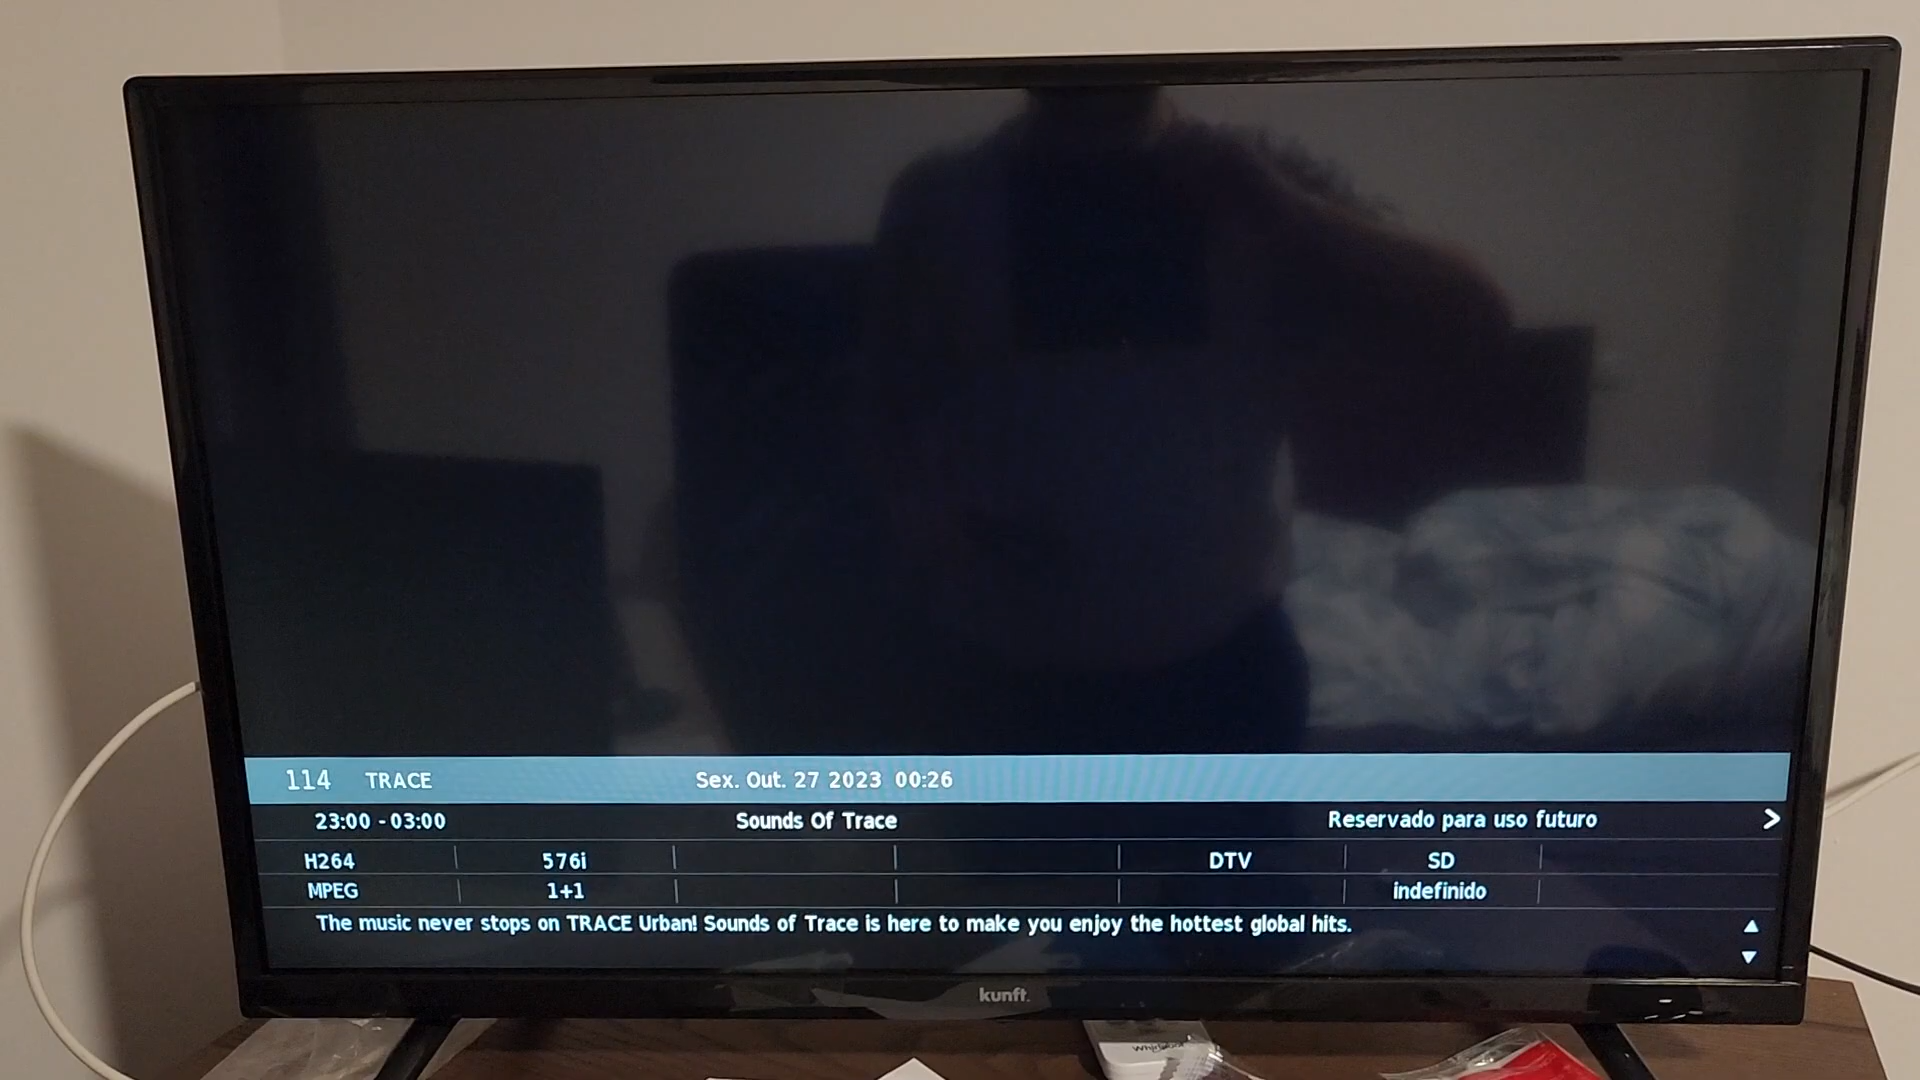 114 TRACE Sex. Out. 27 2023 00:26
23:00 - 03:00 Sounds Of Trace Reservado para uso futuro >
H264 576i DTV SD
MPEG 1+1 indefinido
The music never stops on TRACE Urban! Sounds of Trace is here to make you enjoy the hottest global hits.
kunft.
Whirlpool